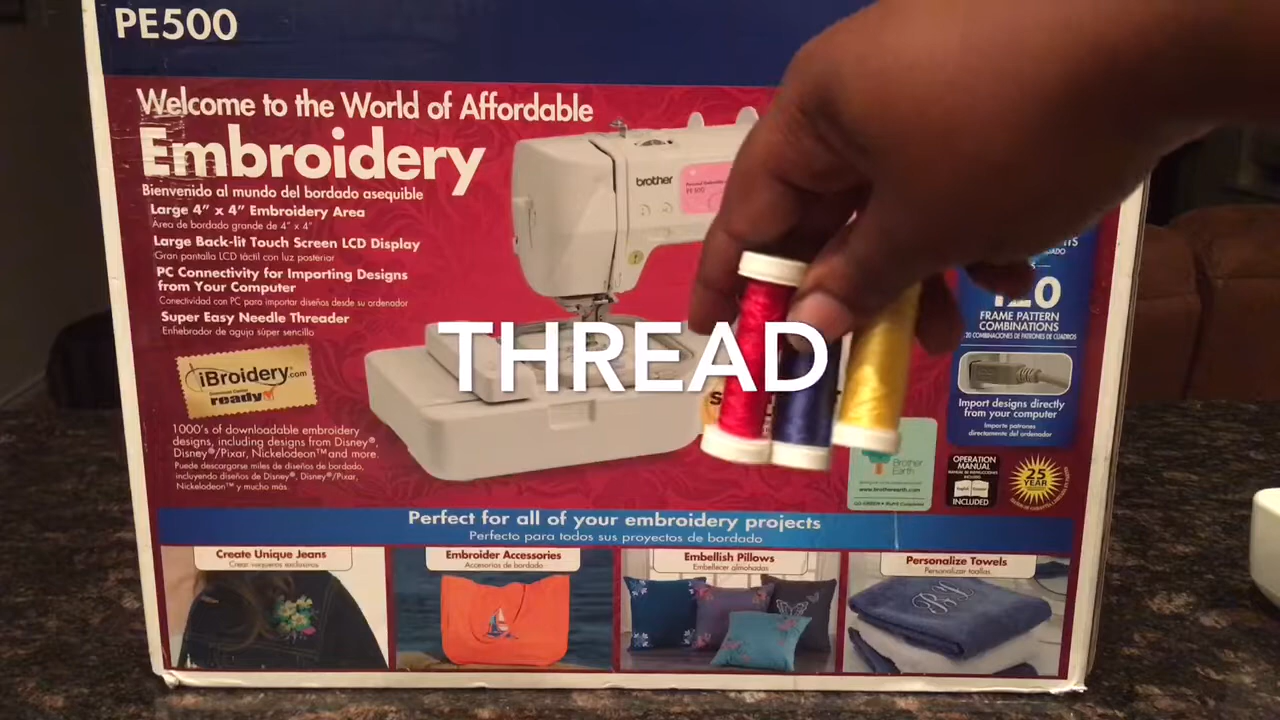 PE500
Welcome to the World of Affordable
Embroidery
Bienvenido al mundo del bordado asequible
Large 4" x 4" Embroidery Area
Área de bordado grande de 4" x 4"
Large Back-lit Touch Screen LCD Display
Gran pantalla LCD táctil con luz posterior
PC Connectivity for Importing Designs
from Your Computer
Conectividad con PC para importar diseños desde su ordenador
Super Easy Needle Threader
Enhebrador de aguja súper sencillo
iBroidery.com
ready
1000's of downloadable embroidery
designs, including designs from Disney®,
Disney®/Pixar, Nickelodeon™ and more.
Puede descargarse miles de diseños de bordado,
incluyendo diseños de Disney®, Disney®/Pixar,
Nickelodeon™ y mucho más.
brother
PE500
THREAD
FRAME PATTERN
COMBINATIONS
COMBINACIONES DE PATRONES DE CUADROS
Import designs directly
from your computer
Importe patrones
directamente del ordenador
Brother
Earth
www.brotherearth.com
OPERATION
MANUAL
INCLUDED
25
YEAR
Perfect for all of your embroidery projects
Perfecto para todos sus proyectos de bordado
Create Unique Jeans
Crear vaqueros exclusivos
Embroider Accessories
Accesorios de bordado
Embellish Pillows
Embellecer almohadas
Personalize Towels
Personalizar toallas